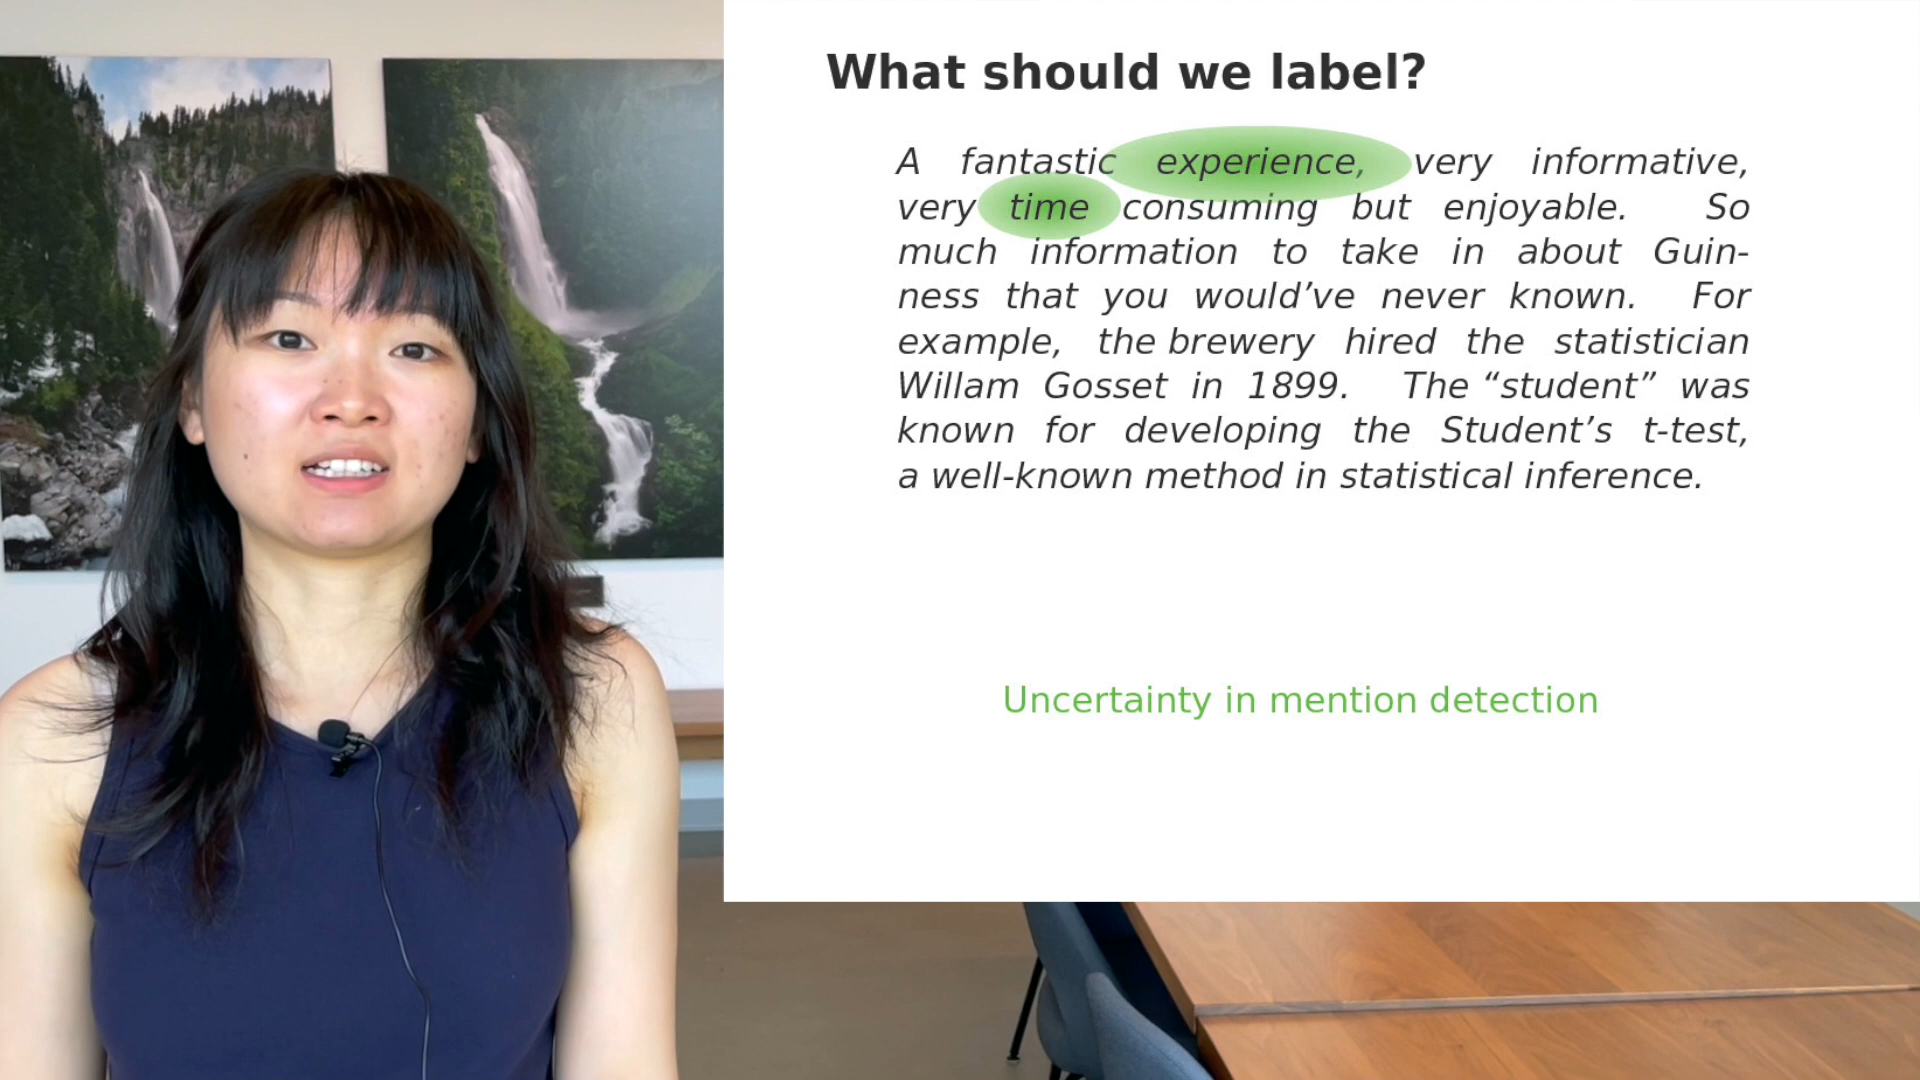 What should we label?
A fantastic experience, very informative,
very time consuming but enjoyable. So
much information to take in about Guin-
ness that you would’ve never known. For
example, the brewery hired the statistician
Willam Gosset in 1899. The “student” was
known for developing the Student’s t-test,
a well-known method in statistical inference.
Uncertainty in mention detection